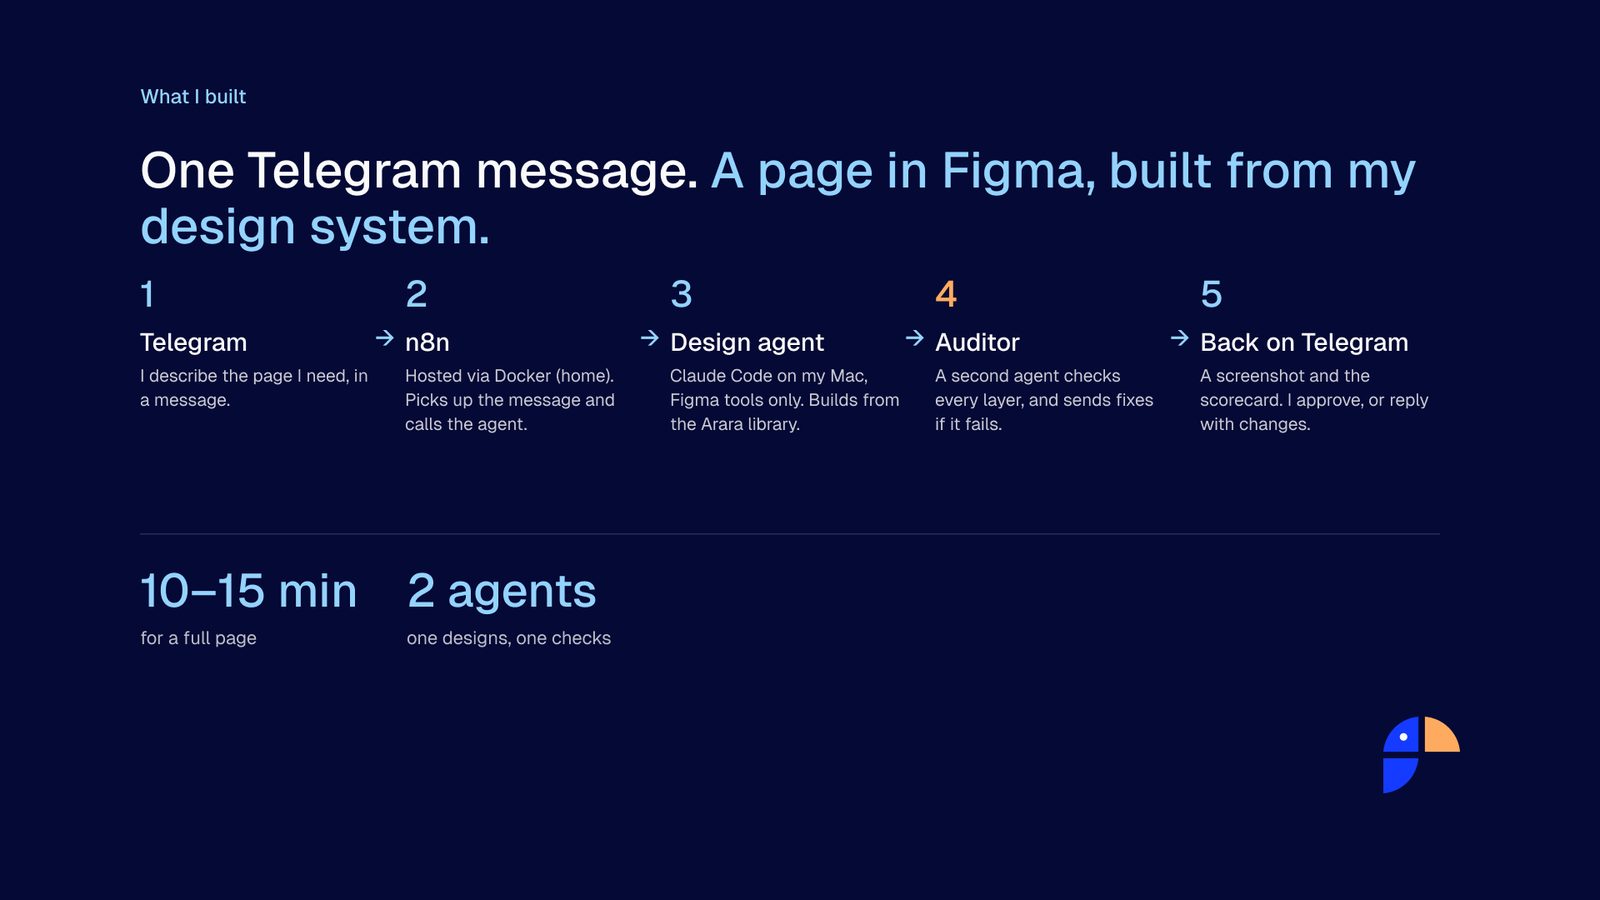 What I built
One Telegram message. A page in Figma, built from my
design system.
1
Telegram
I describe the page I need, in
a message.
→
2
n8n
Hosted via Docker (home).
Picks up the message and
calls the agent.
→
3
Design agent
Claude Code on my Mac,
Figma tools only. Builds from
the Arara library.
→
4
Auditor
A second agent checks
every layer, and sends fixes
if it fails.
→
5
Back on Telegram
A screenshot and the
scorecard. I approve, or reply
with changes.
10–15 min
for a full page
2 agents
one designs, one checks